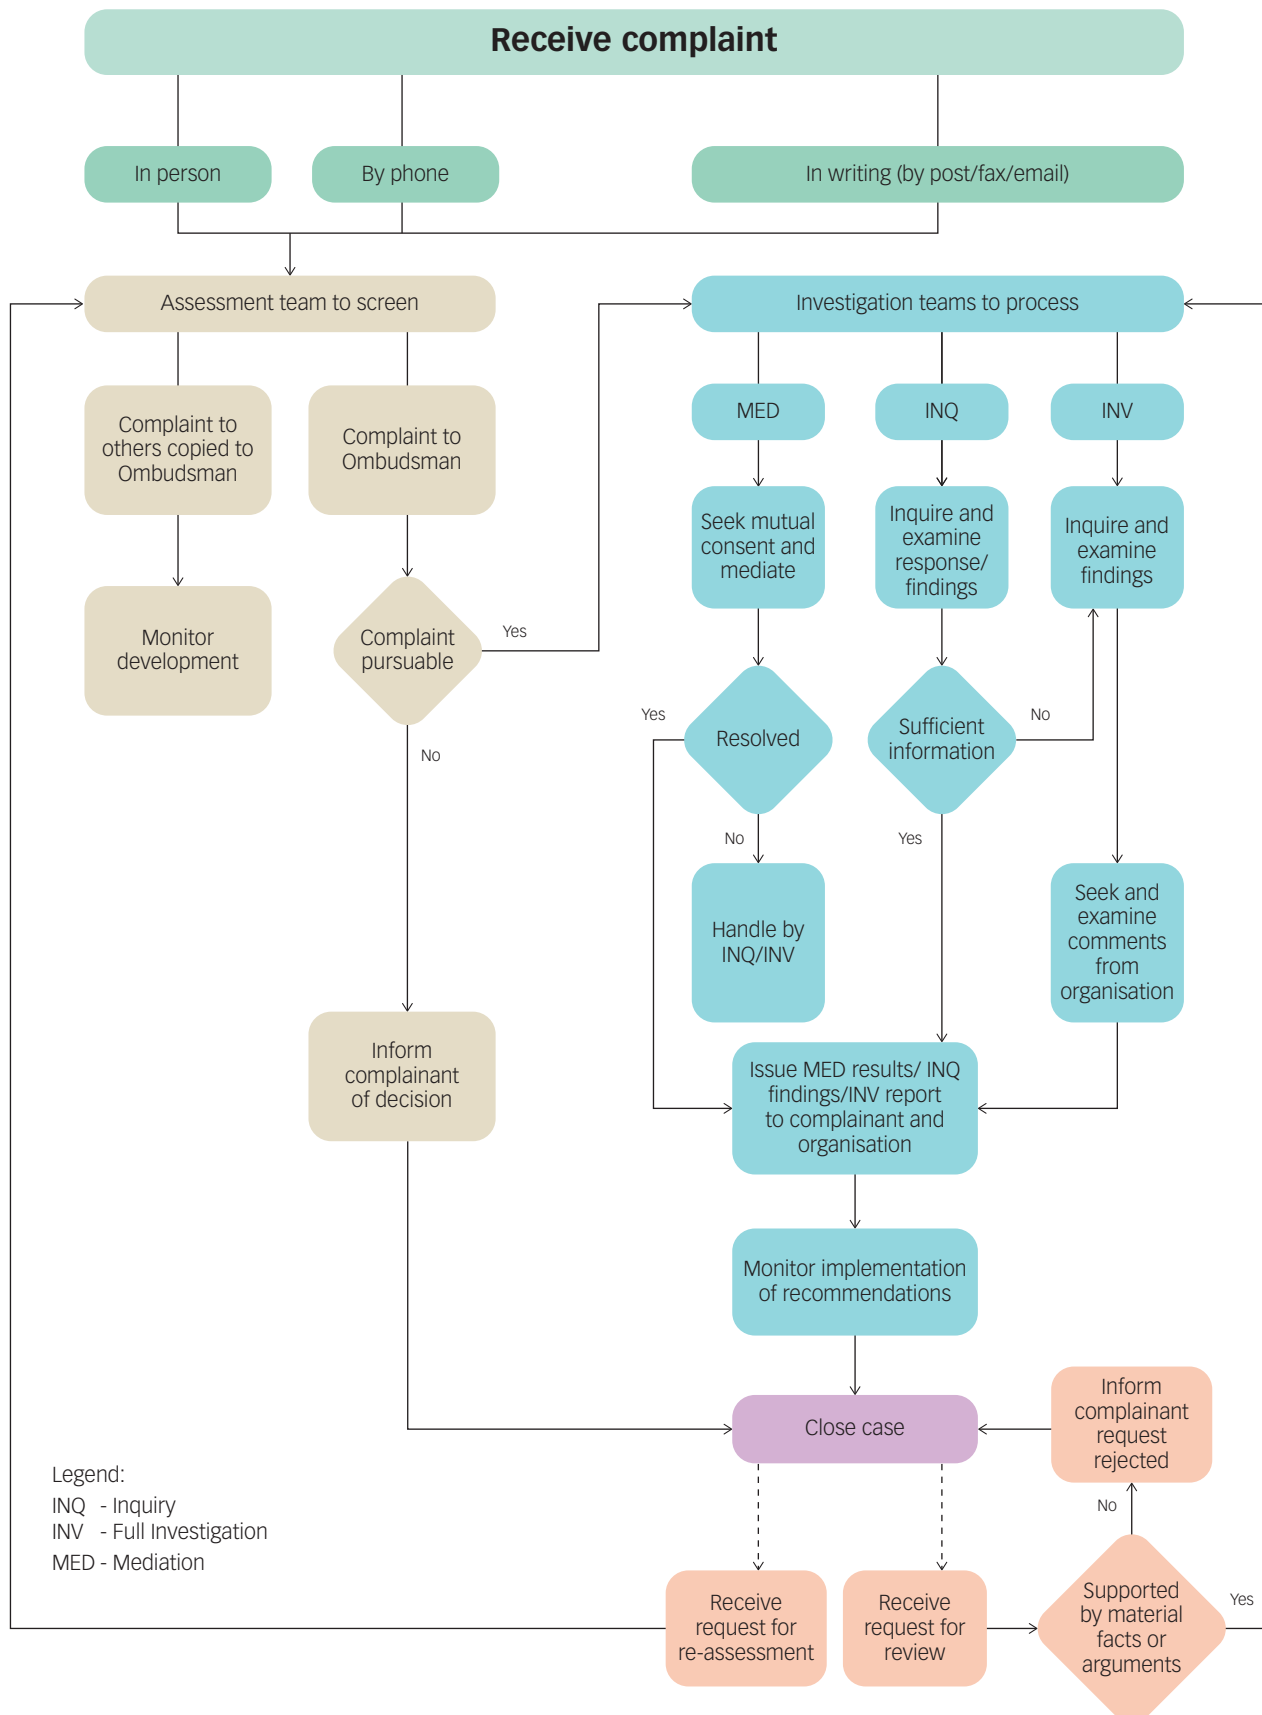 Receive complaint
In person
By phone
In writing (by post/fax/email)
Assessment team to screen
Investigation teams to process
Complaint to
others copied to
Ombudsman
Complaint to
Ombudsman
MED
INQ
INV
Seek mutual
consent and
mediate
Inquire and
examine
response/
findings
Inquire and
examine
findings
Monitor
development
Complaint
pursuable
Yes
No
Resolved
Yes
No
Sufficient
information
No
Yes
Handle by
INQ/INV
Seek and
examine
comments
from
organisation
Inform
complainant
of decision
Issue MED results/ INQ
findings/INV report
to complainant and
organisation
Monitor implementation
of recommendations
Close case
Inform
complainant
request
rejected
No
Legend:
INQ - Inquiry
INV - Full Investigation
MED - Mediation
Receive
request for
re-assessment
Receive
request for
review
Supported
by material
facts or
arguments
Yes